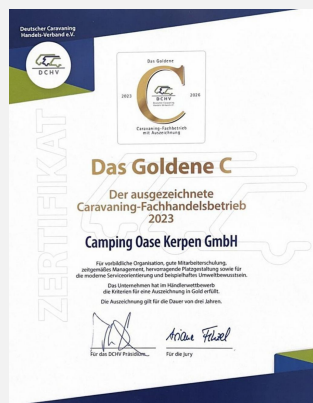 Deutscher Caravaning
Handels-Verband e.V.
DCHV
Das Goldene
C
2023
2026
DCHV
Caravaning-Fachbetrieb
mit Auszeichnung
ZERTIFIKAT
Das Goldene C
Der ausgezeichnete
Caravaning-Fachhandelsbetrieb
2023
Camping Oase Kerpen GmbH
Für vorbildliche Organisation, gute Mitarbeiterschulung,
zeitgemäßes Management, hervorragende Platzgestaltung sowie für
die moderne Serviceorientierung und beispielhaftes Umweltbewusstsein.
Das Unternehmen hat im Händlerwettbewerb
die Kriterien für eine Auszeichnung in Gold erfüllt.
Die Auszeichnung gilt für die Dauer von drei Jahren.
Für das DCHV Präsidium
Für die Jury